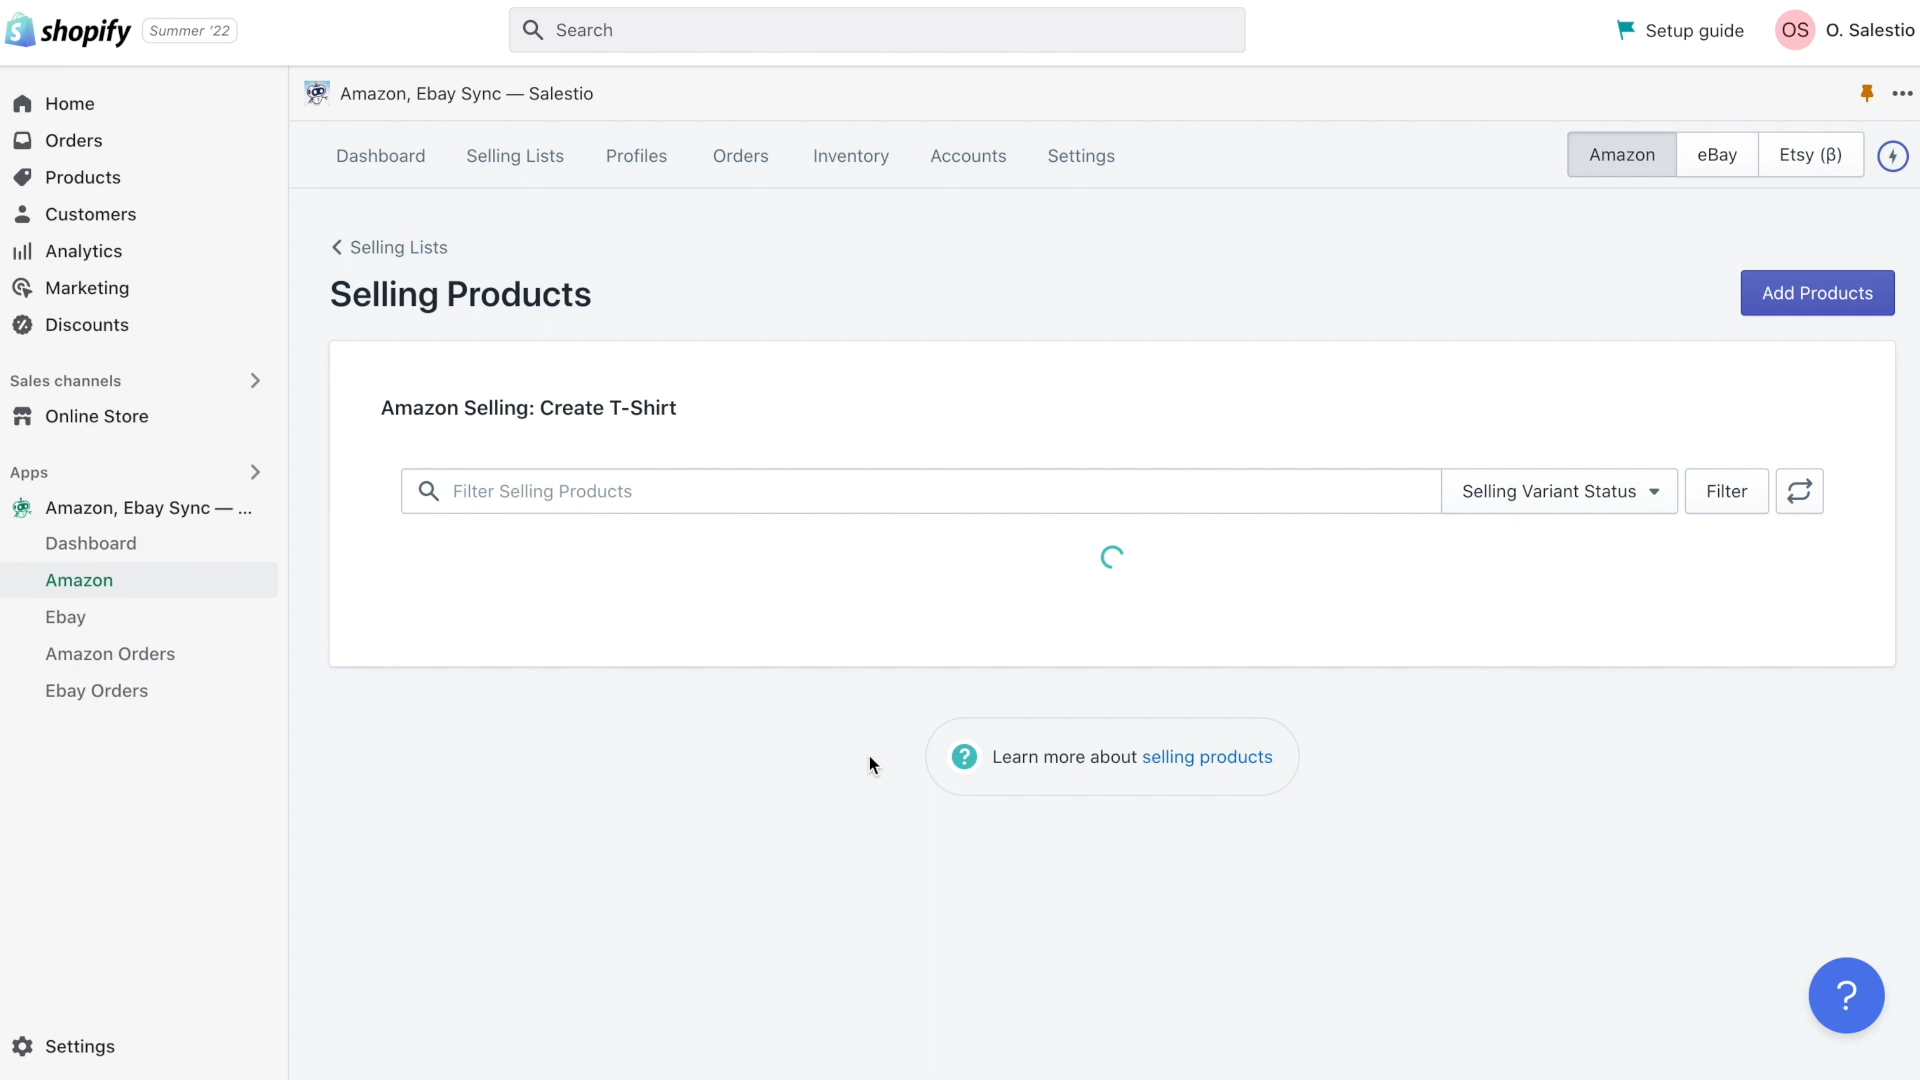 shopify Summer '22
Search
Setup guide
OS O. Salestio
Home
Orders
Products
Customers
Analytics
Marketing
Discounts
Sales channels
Online Store
Apps
Amazon, Ebay Sync — ...
Dashboard
Amazon
Ebay
Amazon Orders
Ebay Orders
Settings
Amazon, Ebay Sync — Salestio
Dashboard Selling Lists Profiles Orders Inventory Accounts Settings
Amazon eBay Etsy (β)
Selling Lists
Selling Products
Add Products
Amazon Selling: Create T-Shirt
Filter Selling Products Selling Variant Status Filter
? Learn more about selling products
?